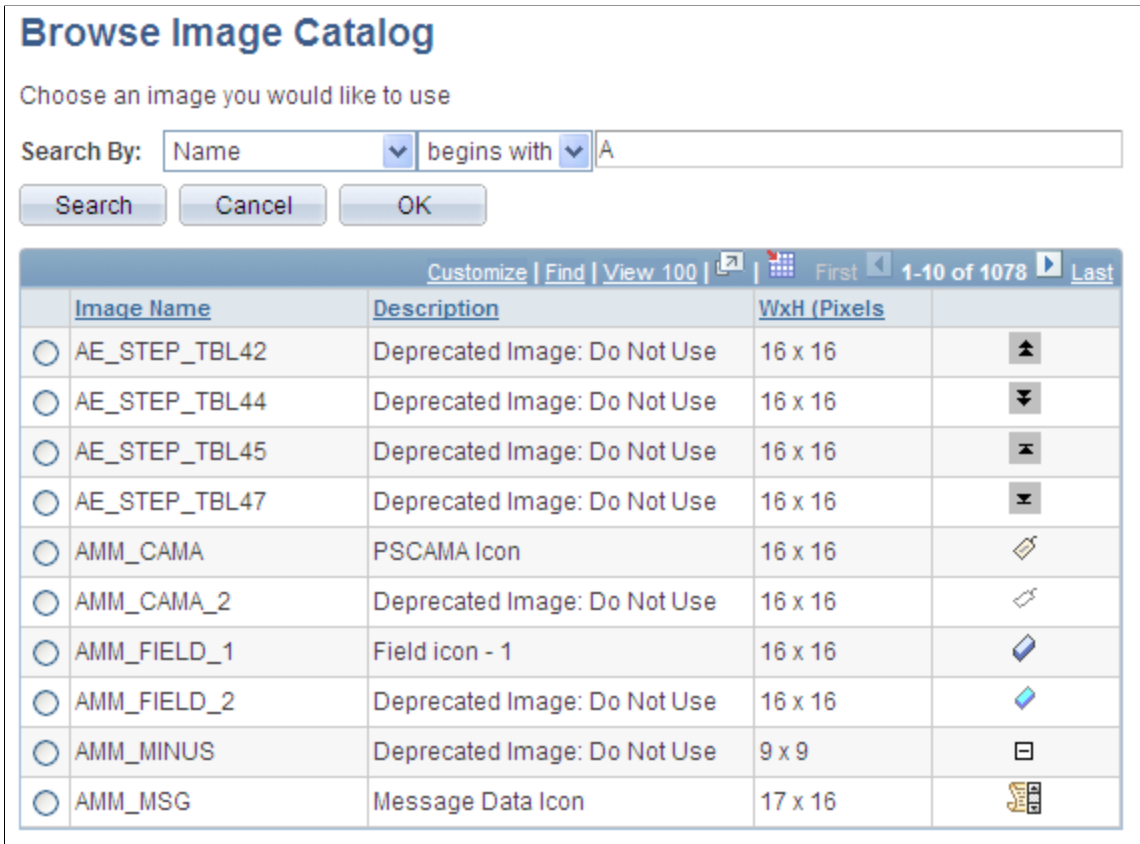 Browse Image Catalog
Choose an image you would like to use
Search By: Name begins with A
Search Cancel OK
Customize | Find | View 100 | | First 1-10 of 1078 Last
Image Name Description WxH (Pixels
AE_STEP_TBL42 Deprecated Image: Do Not Use 16 x 16
AE_STEP_TBL44 Deprecated Image: Do Not Use 16 x 16
AE_STEP_TBL45 Deprecated Image: Do Not Use 16 x 16
AE_STEP_TBL47 Deprecated Image: Do Not Use 16 x 16
AMM_CAMA PSCAMA Icon 16 x 16
AMM_CAMA_2 Deprecated Image: Do Not Use 16 x 16
AMM_FIELD_1 Field icon - 1 16 x 16
AMM_FIELD_2 Deprecated Image: Do Not Use 16 x 16
AMM_MINUS Deprecated Image: Do Not Use 9 x 9
AMM_MSG Message Data Icon 17 x 16